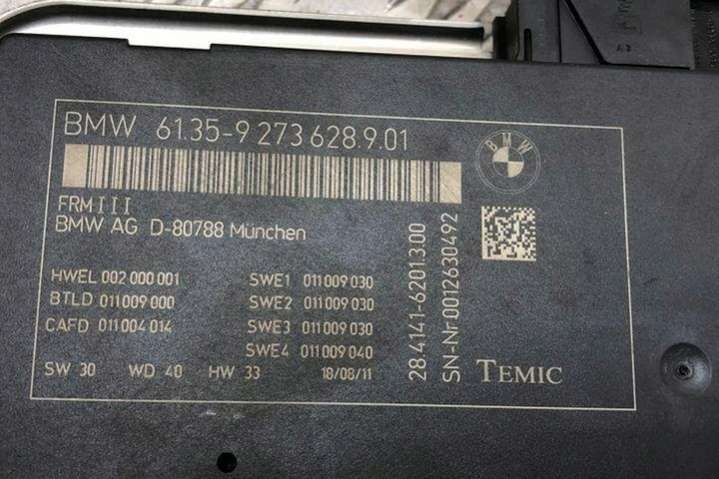 BMW 61.35-9 273 628.9.01
BMW
FRMIII
BMW AG D-80788 München
HWEL 002 000 001
BTLD 011 009 000
CAFD 011 004 014
SWE1 011 009 030
SWE2 011 009 030
SWE3 011 009 030
SWE4 011 009 040
SW 30 WD 40 HW 33 18/08/11
28.4141-6201.3.00
SN-Nr 0012630492
TEMIC